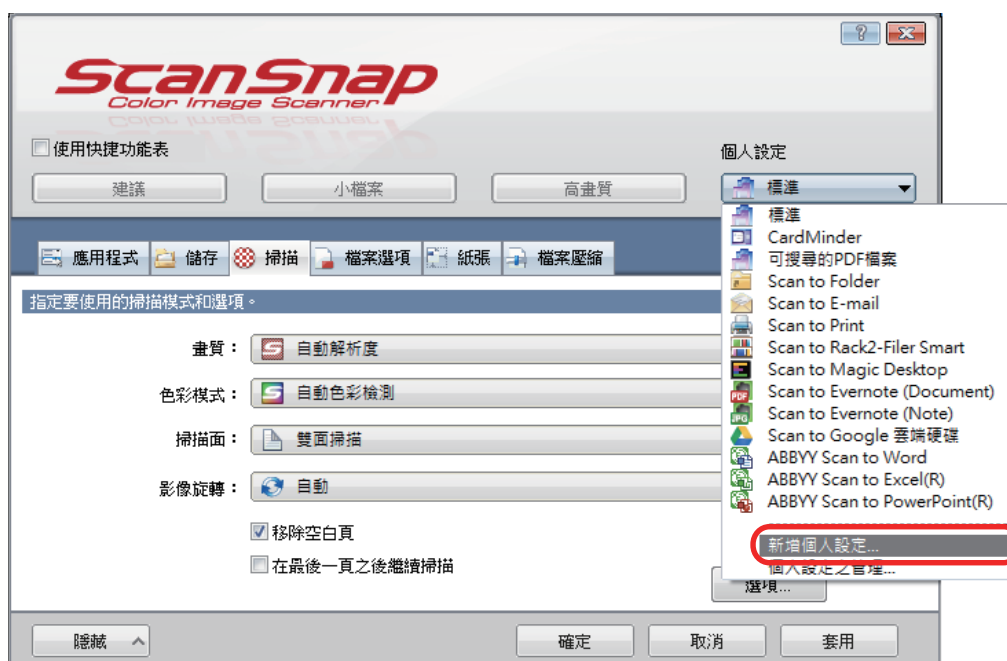 ScanSnap
Color Image Scanner
使用快捷功能表
個人設定
建議
小檔案
高畫質
標準
標準
CardMinder
可搜尋的PDF檔案
Scan to Folder
Scan to E-mail
Scan to Print
Scan to Rack2-Filer Smart
Scan to Magic Desktop
Scan to Evernote (Document)
Scan to Evernote (Note)
Scan to Google 雲端硬碟
ABBYY Scan to Word
ABBYY Scan to Excel(R)
ABBYY Scan to PowerPoint(R)
新增個人設定...
個人設定之管理...
應用程式
儲存
掃描
檔案選項
紙張
檔案壓縮
指定要使用的掃描模式和選項。
畫質：
自動解析度
色彩模式：
自動色彩檢測
掃描面：
雙面掃描
影像旋轉：
自動
移除空白頁
在最後一頁之後繼續掃描
選項...
隱藏
確定
取消
套用